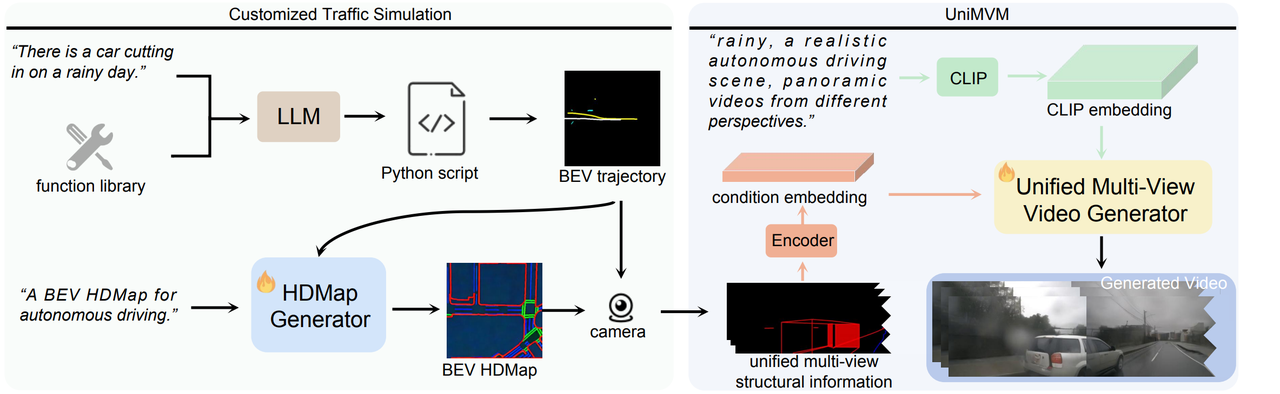 Customized Traffic Simulation
“There is a car cutting
in on a rainy day.”
function library
LLM
</>
Python script
BEV trajectory
“A BEV HDMap for
autonomous driving.”
HDMap
Generator
BEV HDMap
camera
UniMVM
“rainy, a realistic
autonomous driving
scene, panoramic
videos from different
perspectives.”
CLIP
CLIP embedding
condition embedding
Encoder
unified multi-view
structural information
Unified Multi-View
Video Generator
Generated Video